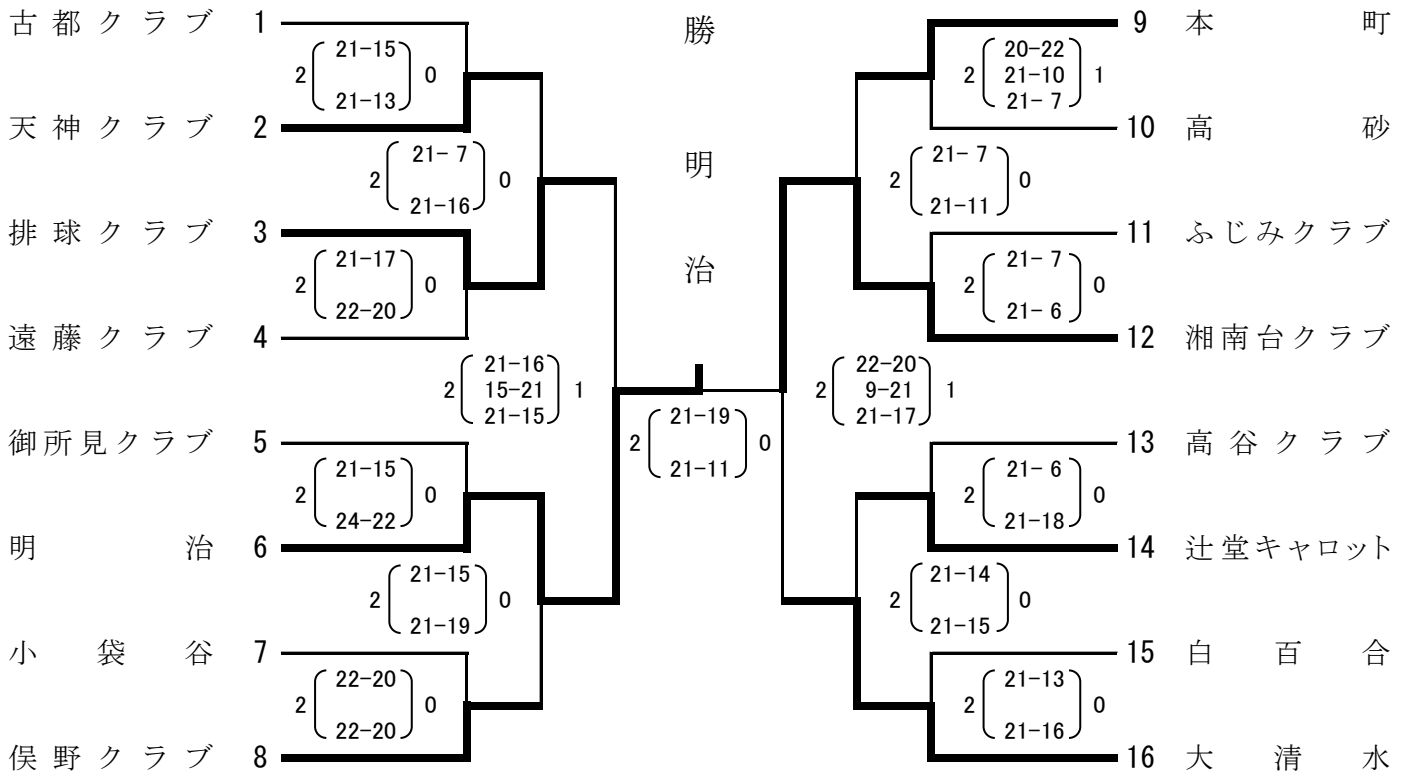 古都クラブ 1
2 21-15 0
21-13
天神クラブ 2
2 21- 7 0
21-16
排球クラブ 3
2 21-17 0
22-20
遠藤クラブ 4
2 21-16 1
15-21
21-15
御所見クラブ 5
2 21-15 0
24-22
明治 6
2 21-15 0
21-19
小袋谷 7
2 22-20 0
22-20
俣野クラブ 8
勝
明
治
2 21-19 0
21-11
9 本町
2 20-22 1
21-10
21- 7
10 高砂
2 21- 7 0
21-11
11 ふじみクラブ
2 21- 7 0
21- 6
12 湘南台クラブ
2 22-20 1
9-21
21-17
13 高谷クラブ
2 21- 6 0
21-18
14 辻堂キャロット
2 21-14 0
21-15
15 白百合
2 21-13 0
21-16
16 大清水